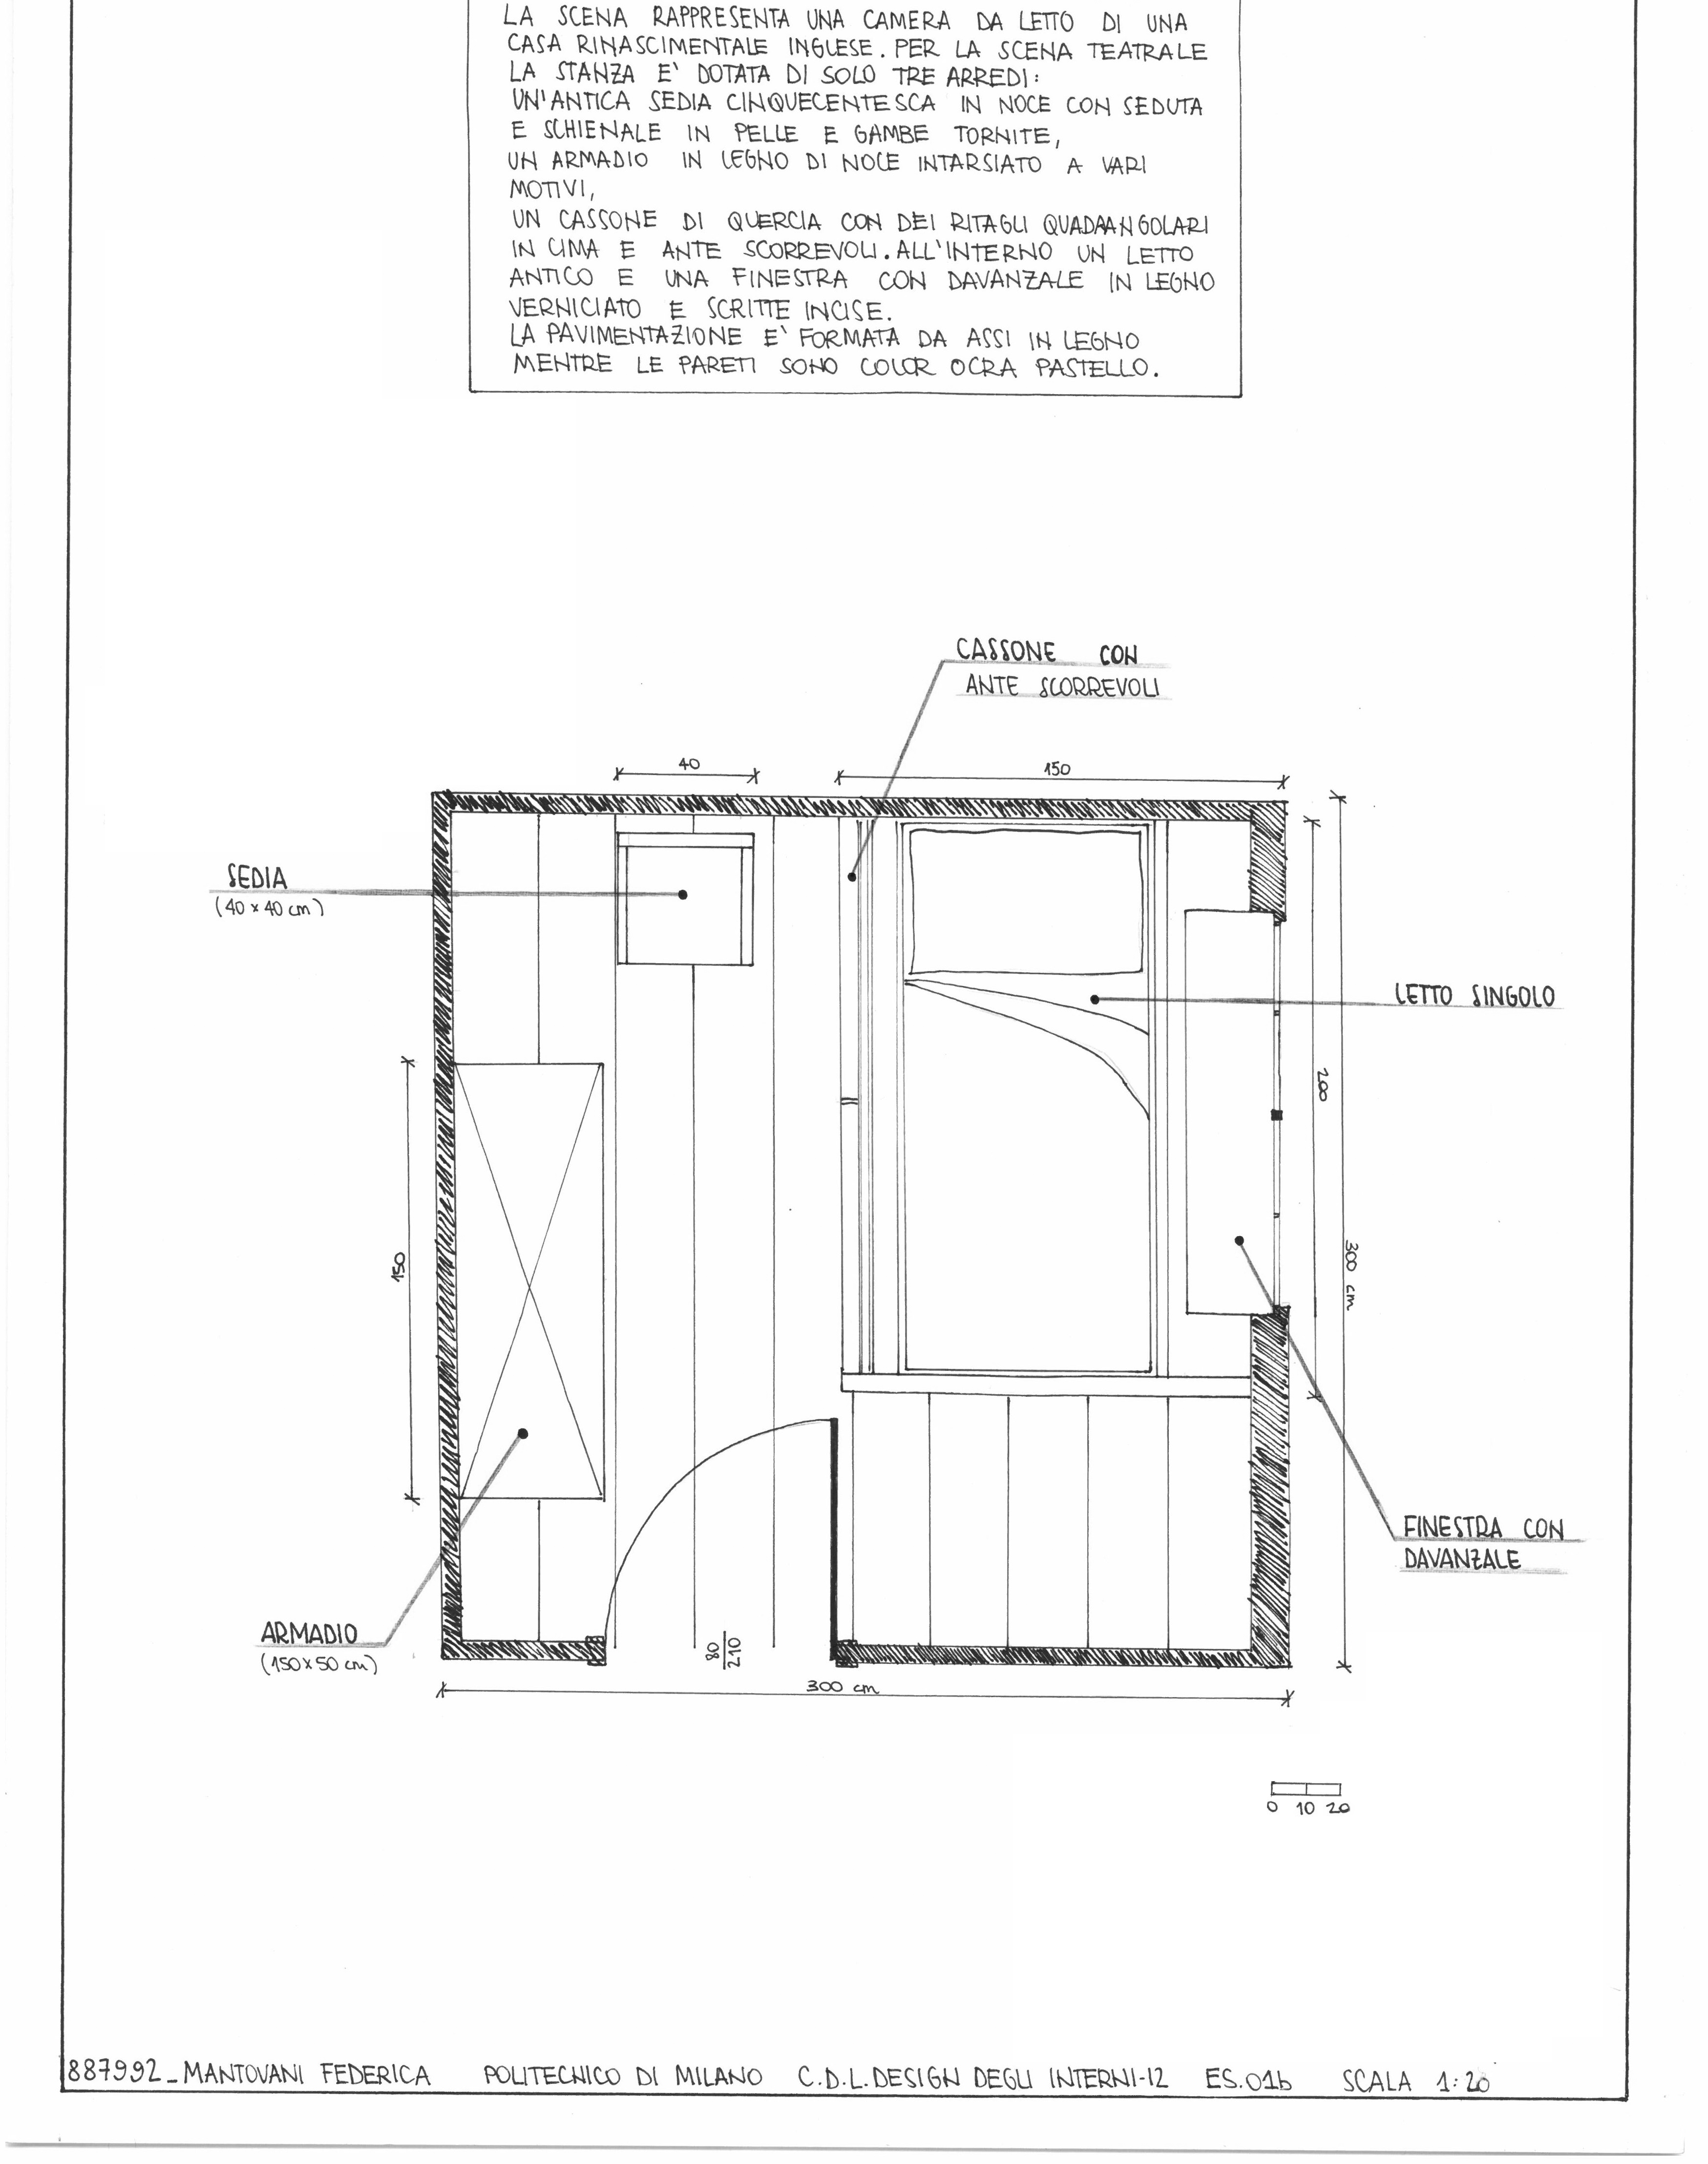 LA SCENA RAPPRESENTA UNA CAMERA DA LETTO DI UNA
CASA RINASCIMENTALE INGLESE. PER LA SCENA TEATRALE
LA STANZA E' DOTATA DI SOLO TRE ARREDI:
UN'ANTICA SEDIA CINQUECENTESCA IN NOCE CON SEDUTA
E SCHIENALE IN PELLE E GAMBE TORNITE,
UN ARMADIO IN LEGNO DI NOCE INTARSIATO A VARI
MOTIVI,
UN CASSONE DI QUERCIA CON DEI RITAGLI QUADRANGOLARI
IN CIMA E ANTE SCORREVOLI. ALL'INTERNO UN LETTO
ANTICO E UNA FINESTRA CON DAVANZALE IN LEGNO
VERNICIATO E SCRITTE INCISE.
LA PAVIMENTAZIONE E' FORMATA DA ASSI IN LEGNO
MENTRE LE PARETI SONO COLOR OCRA PASTELLO.
CASSONE CON
ANTE SCORREVOLI
40
150
SEDIA
(40 x 40 cm)
LETTO SINGOLO
200
150
300 cm
FINESTRA CON
DAVANZALE
ARMADIO
(150 x 50 cm)
80
210
300 cm
0 10 20
887992_MANTOVANI FEDERICA POLITECNICO DI MILANO C.D.L. DESIGN DEGLI INTERNI-I2 ES.01b SCALA 1:20